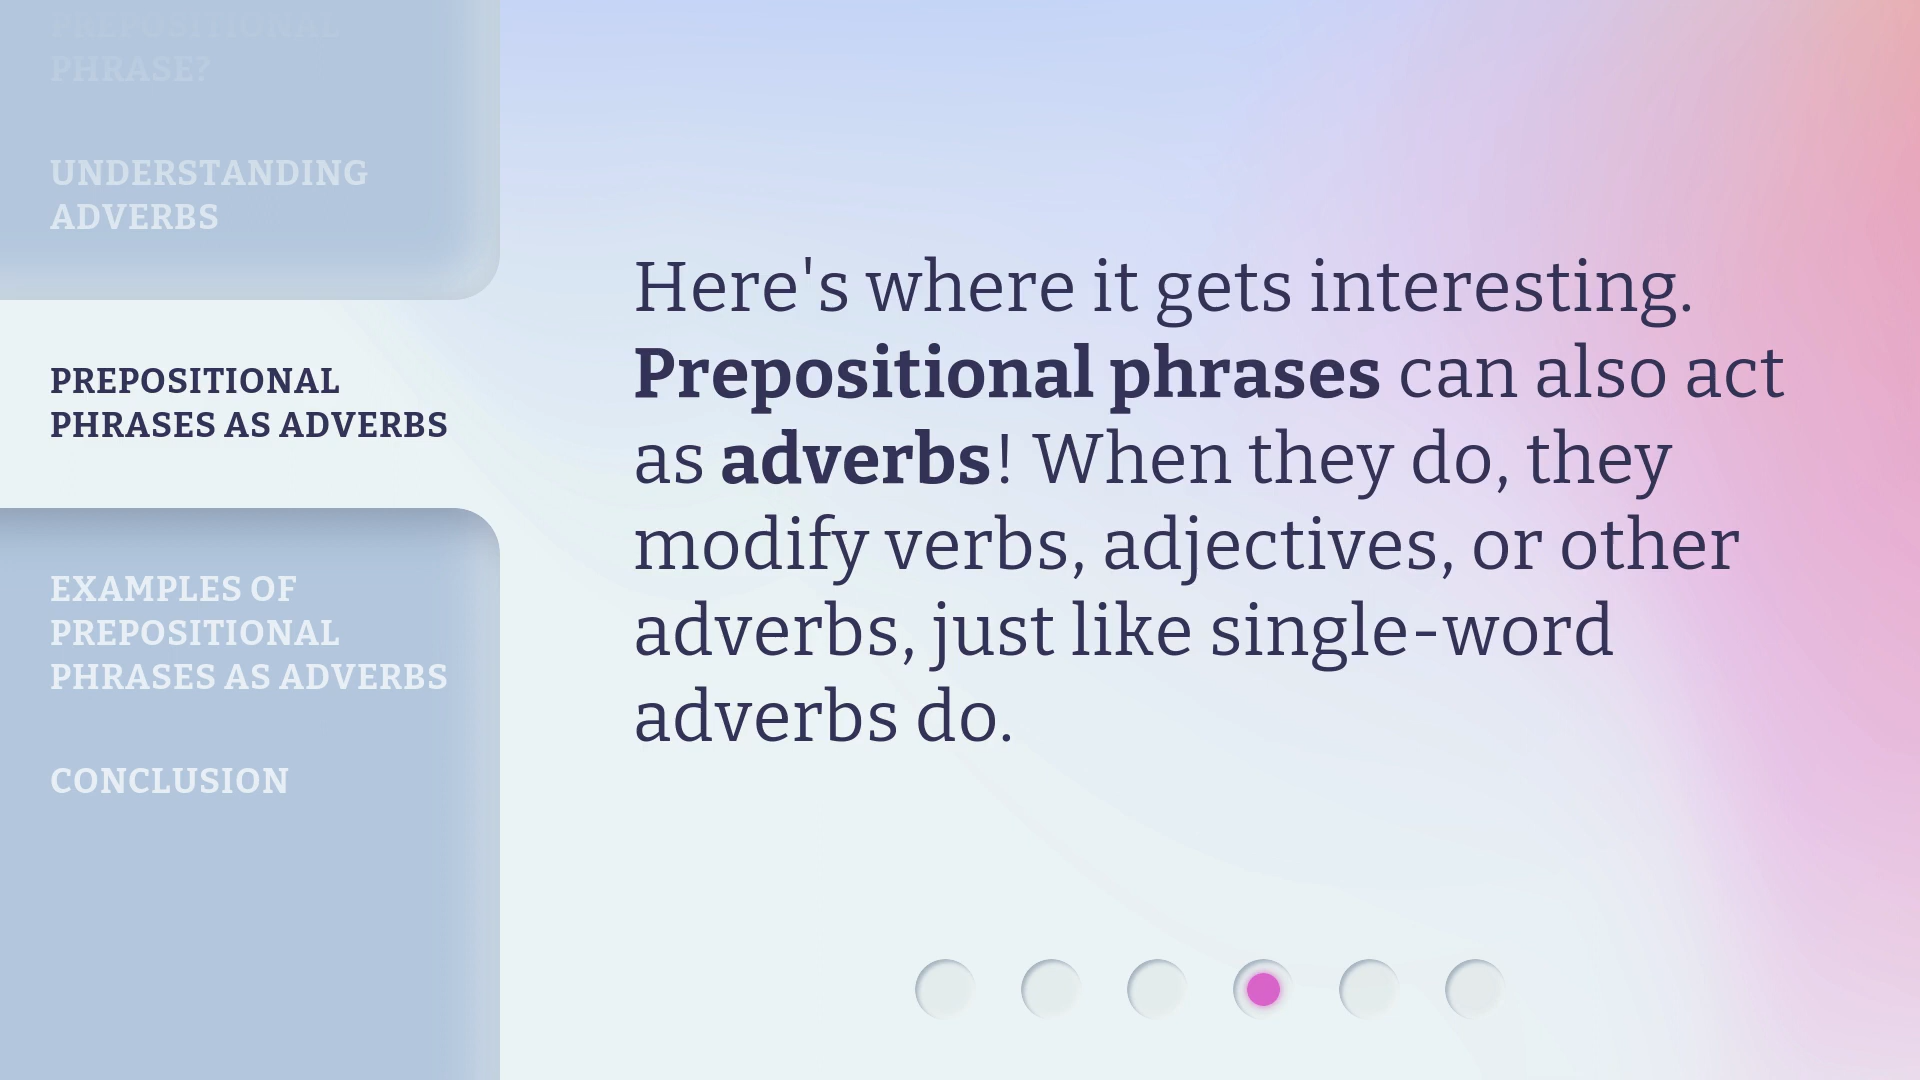 PREPOSITIONAL
PHRASE?
UNDERSTANDING
ADVERBS
PREPOSITIONAL
PHRASES AS ADVERBS
EXAMPLES OF
PREPOSITIONAL
PHRASES AS ADVERBS
CONCLUSION
Here's where it gets interesting.
Prepositional phrases can also act
as adverbs! When they do, they
modify verbs, adjectives, or other
adverbs, just like single-word
adverbs do.